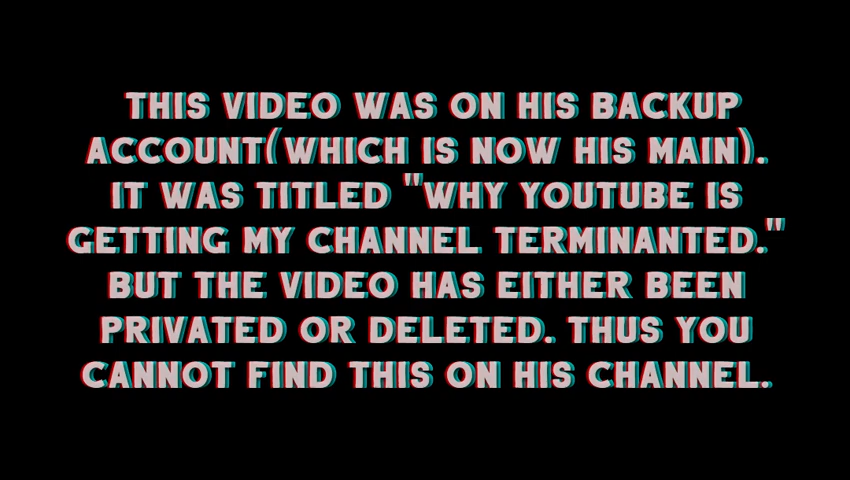 THIS VIDEO WAS ON HIS BACKUP
ACCOUNT(WHICH IS NOW HIS MAIN).
IT WAS TITLED "WHY YOUTUBE IS
GETTING MY CHANNEL TERMINANTED."
BUT THE VIDEO HAS EITHER BEEN
PRIVATED OR DELETED. THUS YOU
CANNOT FIND THIS ON HIS CHANNEL.